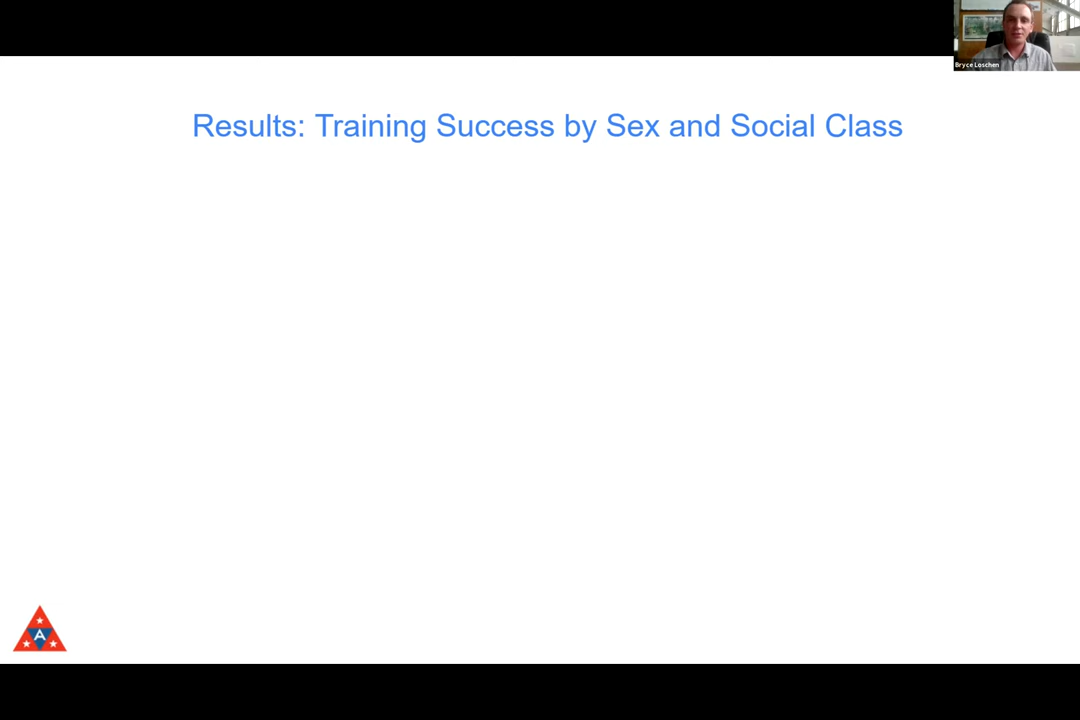 Bryce Loschen
Results: Training Success by Sex and Social Class
A